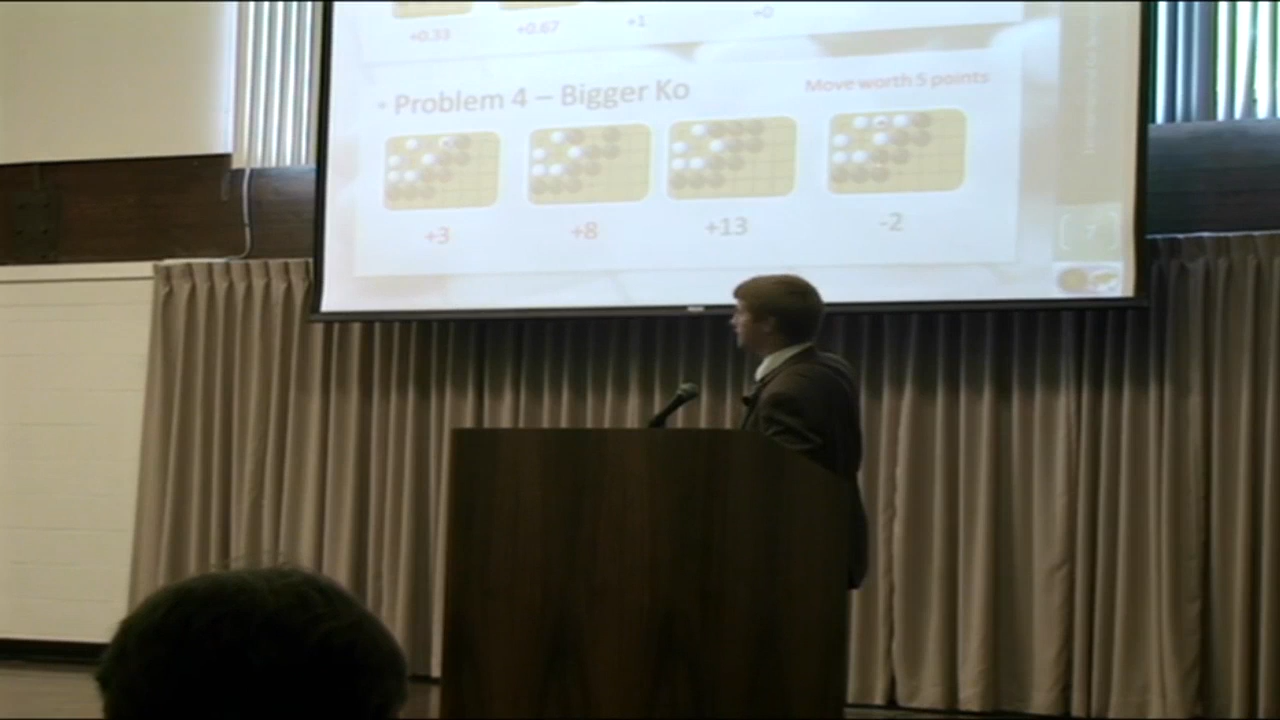 +0.33 +0.67 +1 +0
• Problem 4 – Bigger Ko
Move worth 5 points
+3 +8 +13 -2